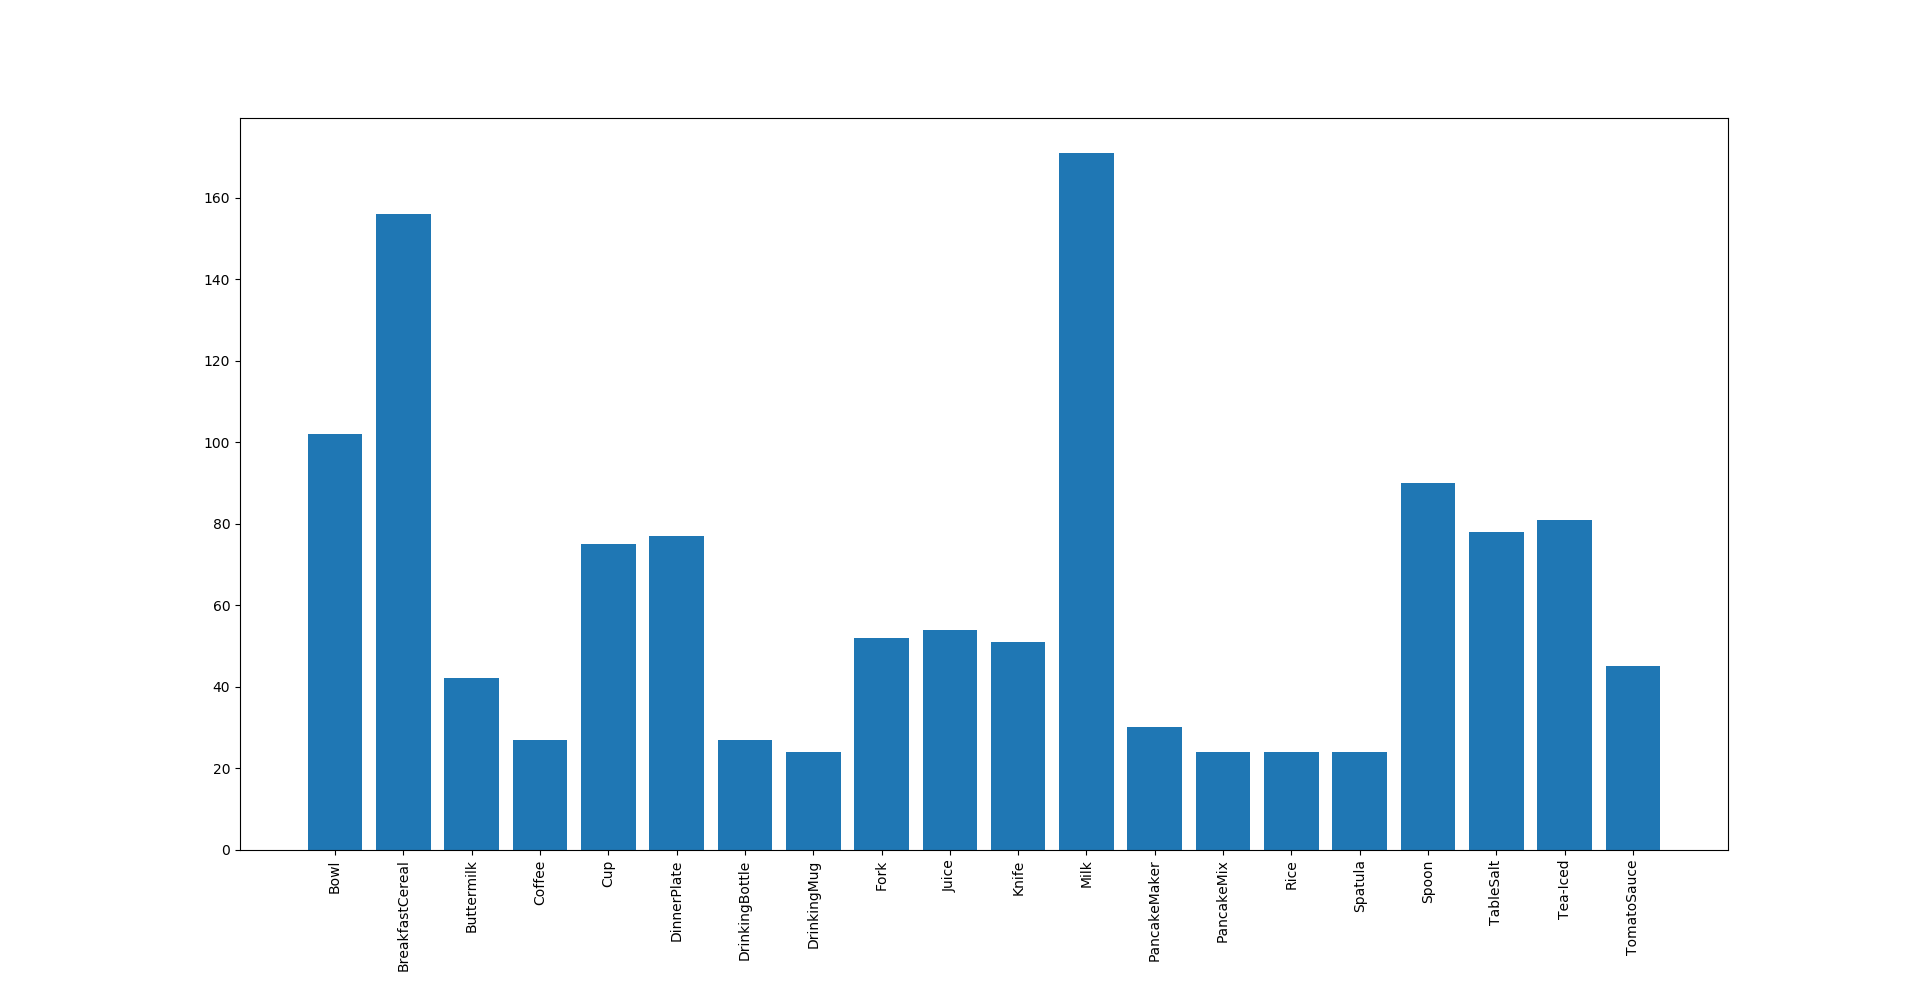 160
140
120
100
80
60
40
20
0
Bowl
BreakfastCereal
Buttermilk
Coffee
Cup
DinnerPlate
DrinkingBottle
DrinkingMug
Fork
Juice
Knife
Milk
PancakeMaker
PancakeMix
Rice
Spatula
Spoon
TableSalt
Tea-Iced
TomatoSauce